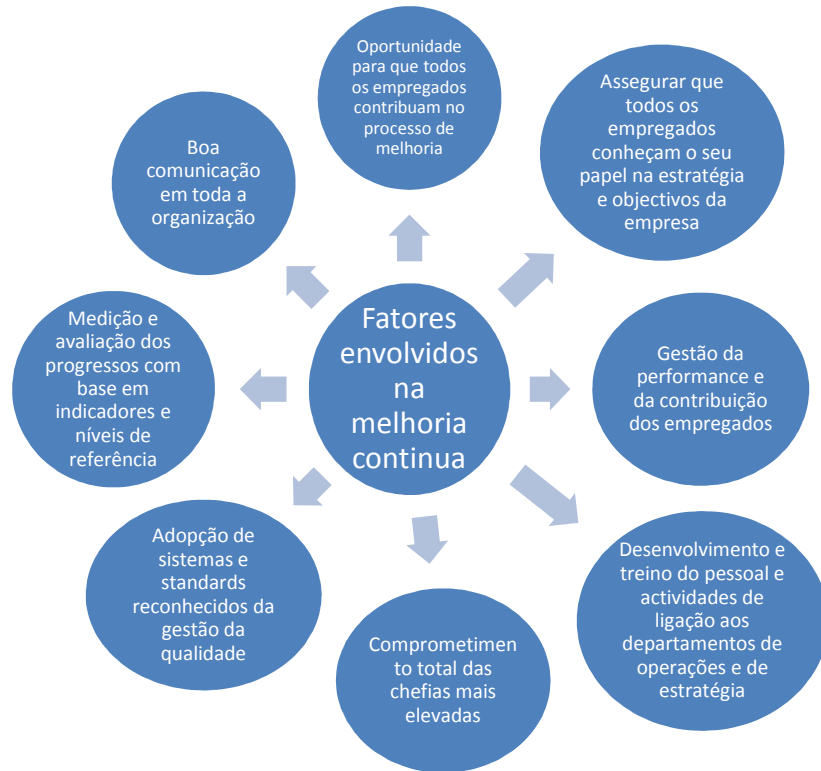 Oportunidade
para que todos
os empregados
contribuam no
processo de
melhoria
Assegurar que
todos os
empregados
conheçam o seu
papel na estratégia
e objectivos da
empresa
Gestão da
performance e
da contribuição
dos empregados
Desenvolvimento e
treino do pessoal e
actividades de
ligação aos
departamentos de
operações e de
estratégia
Comprometimen
to total das
chefias mais
elevadas
Adopção de
sistemas e
standards
reconhecidos da
gestão da
qualidade
Medição e
avaliação dos
progressos com
base em
indicadores e
níveis de
referência
Boa
comunicação
em toda a
organização
Fatores
envolvidos
na
melhoria
continua